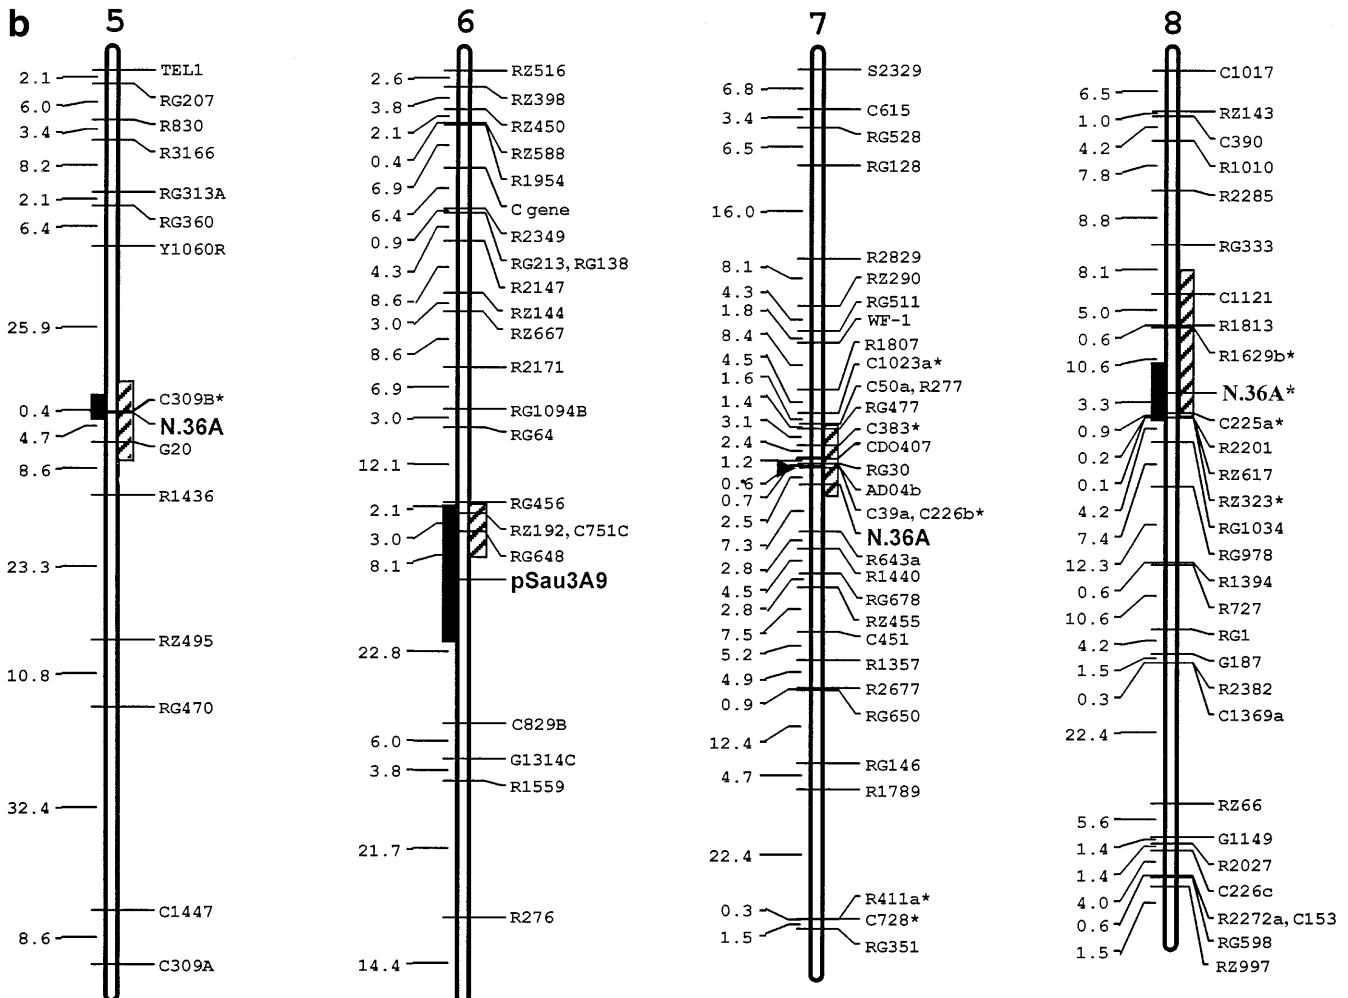 b
5
TEL1
2.1
RG207
6.0
R830
3.4
R3166
8.2
RG313A
2.1
RG360
6.4
Y1060R
25.9
C309B*
0.4
N.36A
4.7
G20
8.6
R1436
23.3
RZ495
10.8
RG470
32.4
C1447
8.6
C309A
6
RZ516
2.6
RZ398
3.8
RZ450
2.1
RZ588
0.4
R1954
6.9
C gene
6.4
R2349
0.9
RG213, RG138
4.3
R2147
8.6
RZ144
3.0
RZ667
8.6
R2171
6.9
RG1094B
3.0
RG64
12.1
RG456
2.1
RZ192, C751C
3.0
RG648
8.1
pSau3A9
22.8
C829B
6.0
G1314C
3.8
R1559
21.7
R276
14.4
7
S2329
6.8
C615
3.4
RG528
6.5
RG128
16.0
R2829
8.1
RZ290
4.3
RG511
1.8
WF-1
8.4
R1807
4.5
C1023a*
1.6
C50a, R277
1.4
RG477
3.1
C383*
2.4
CDO407
1.2
RG30
0.6
AD04b
0.7
C39a, C226b*
2.5
N.36A
7.3
R643a
2.8
R1440
4.5
RG678
2.8
RZ455
7.5
C451
5.2
R1357
4.9
R2677
0.9
RG650
12.4
RG146
4.7
R1789
22.4
R411a*
0.3
C728*
1.5
RG351
8
C1017
6.5
RZ143
1.0
C390
4.2
R1010
7.8
R2285
8.8
RG333
8.1
C1121
5.0
R1813
0.6
R1629b*
10.6
N.36A*
3.3
C225a*
0.9
R2201
0.2
RZ617
0.1
RZ323*
4.2
RG1034
7.4
RG978
12.3
R1394
0.6
R727
10.6
RG1
4.2
G187
1.5
R2382
0.3
C1369a
22.4
RZ66
5.6
G1149
1.4
R2027
1.4
C226c
4.0
R2272a, C153
0.6
RG598
1.5
RZ997